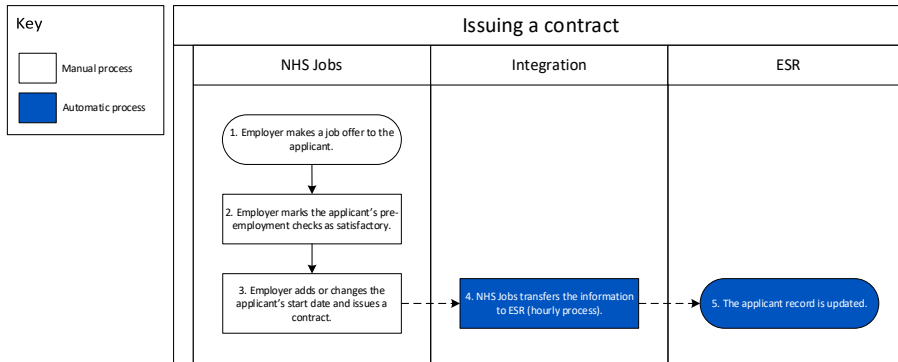 Key
Manual process
Automatic process
Issuing a contract
NHS Jobs
Integration
ESR
1. Employer makes a job offer to the
applicant.
2. Employer marks the applicant's pre-
employment checks as satisfactory.
3. Employer adds or changes the
applicant's start date and issues a
contract.
4. NHS Jobs transfers the information
to ESR (hourly process).
5. The applicant record is updated.